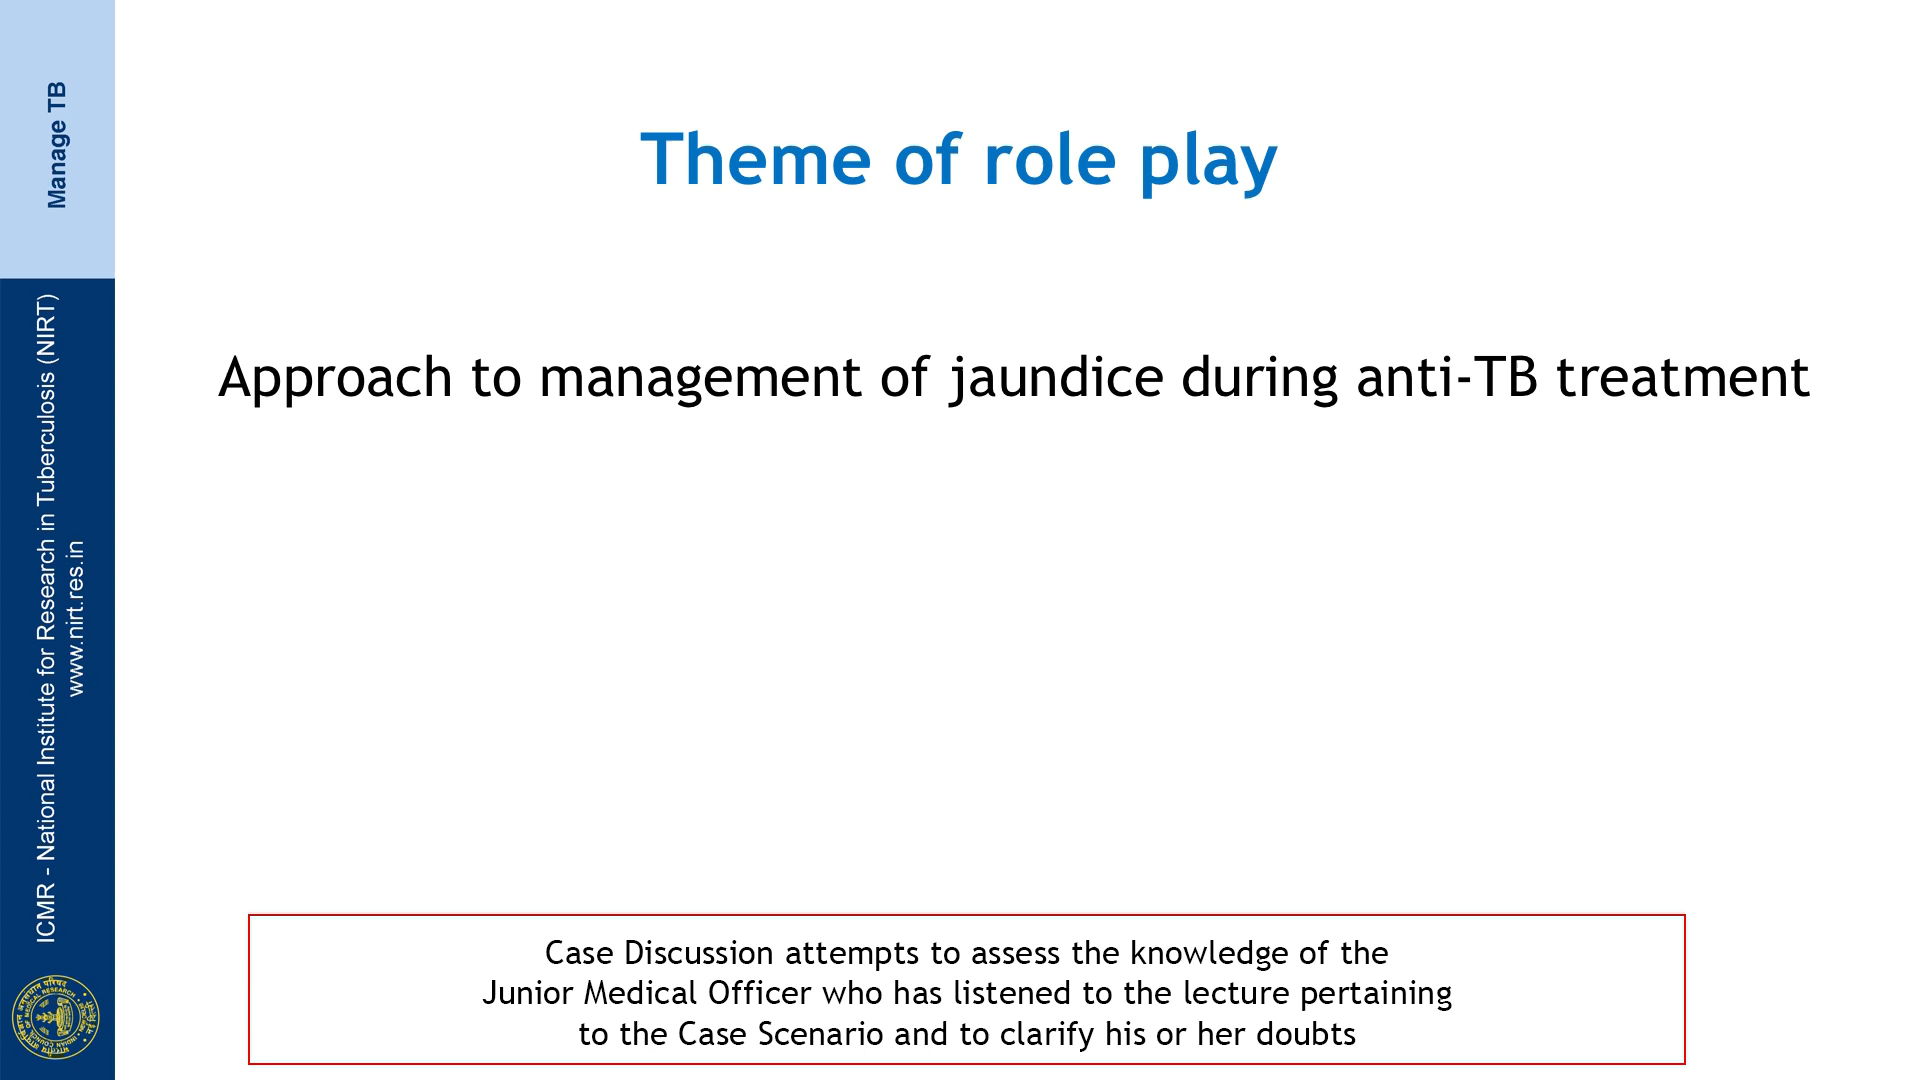 Manage TB
ICMR - National Institute for Research in Tuberculosis (NIRT)
www.nirt.res.in
Theme of role play
Approach to management of jaundice during anti-TB treatment
Case Discussion attempts to assess the knowledge of the
Junior Medical Officer who has listened to the lecture pertaining
to the Case Scenario and to clarify his or her doubts